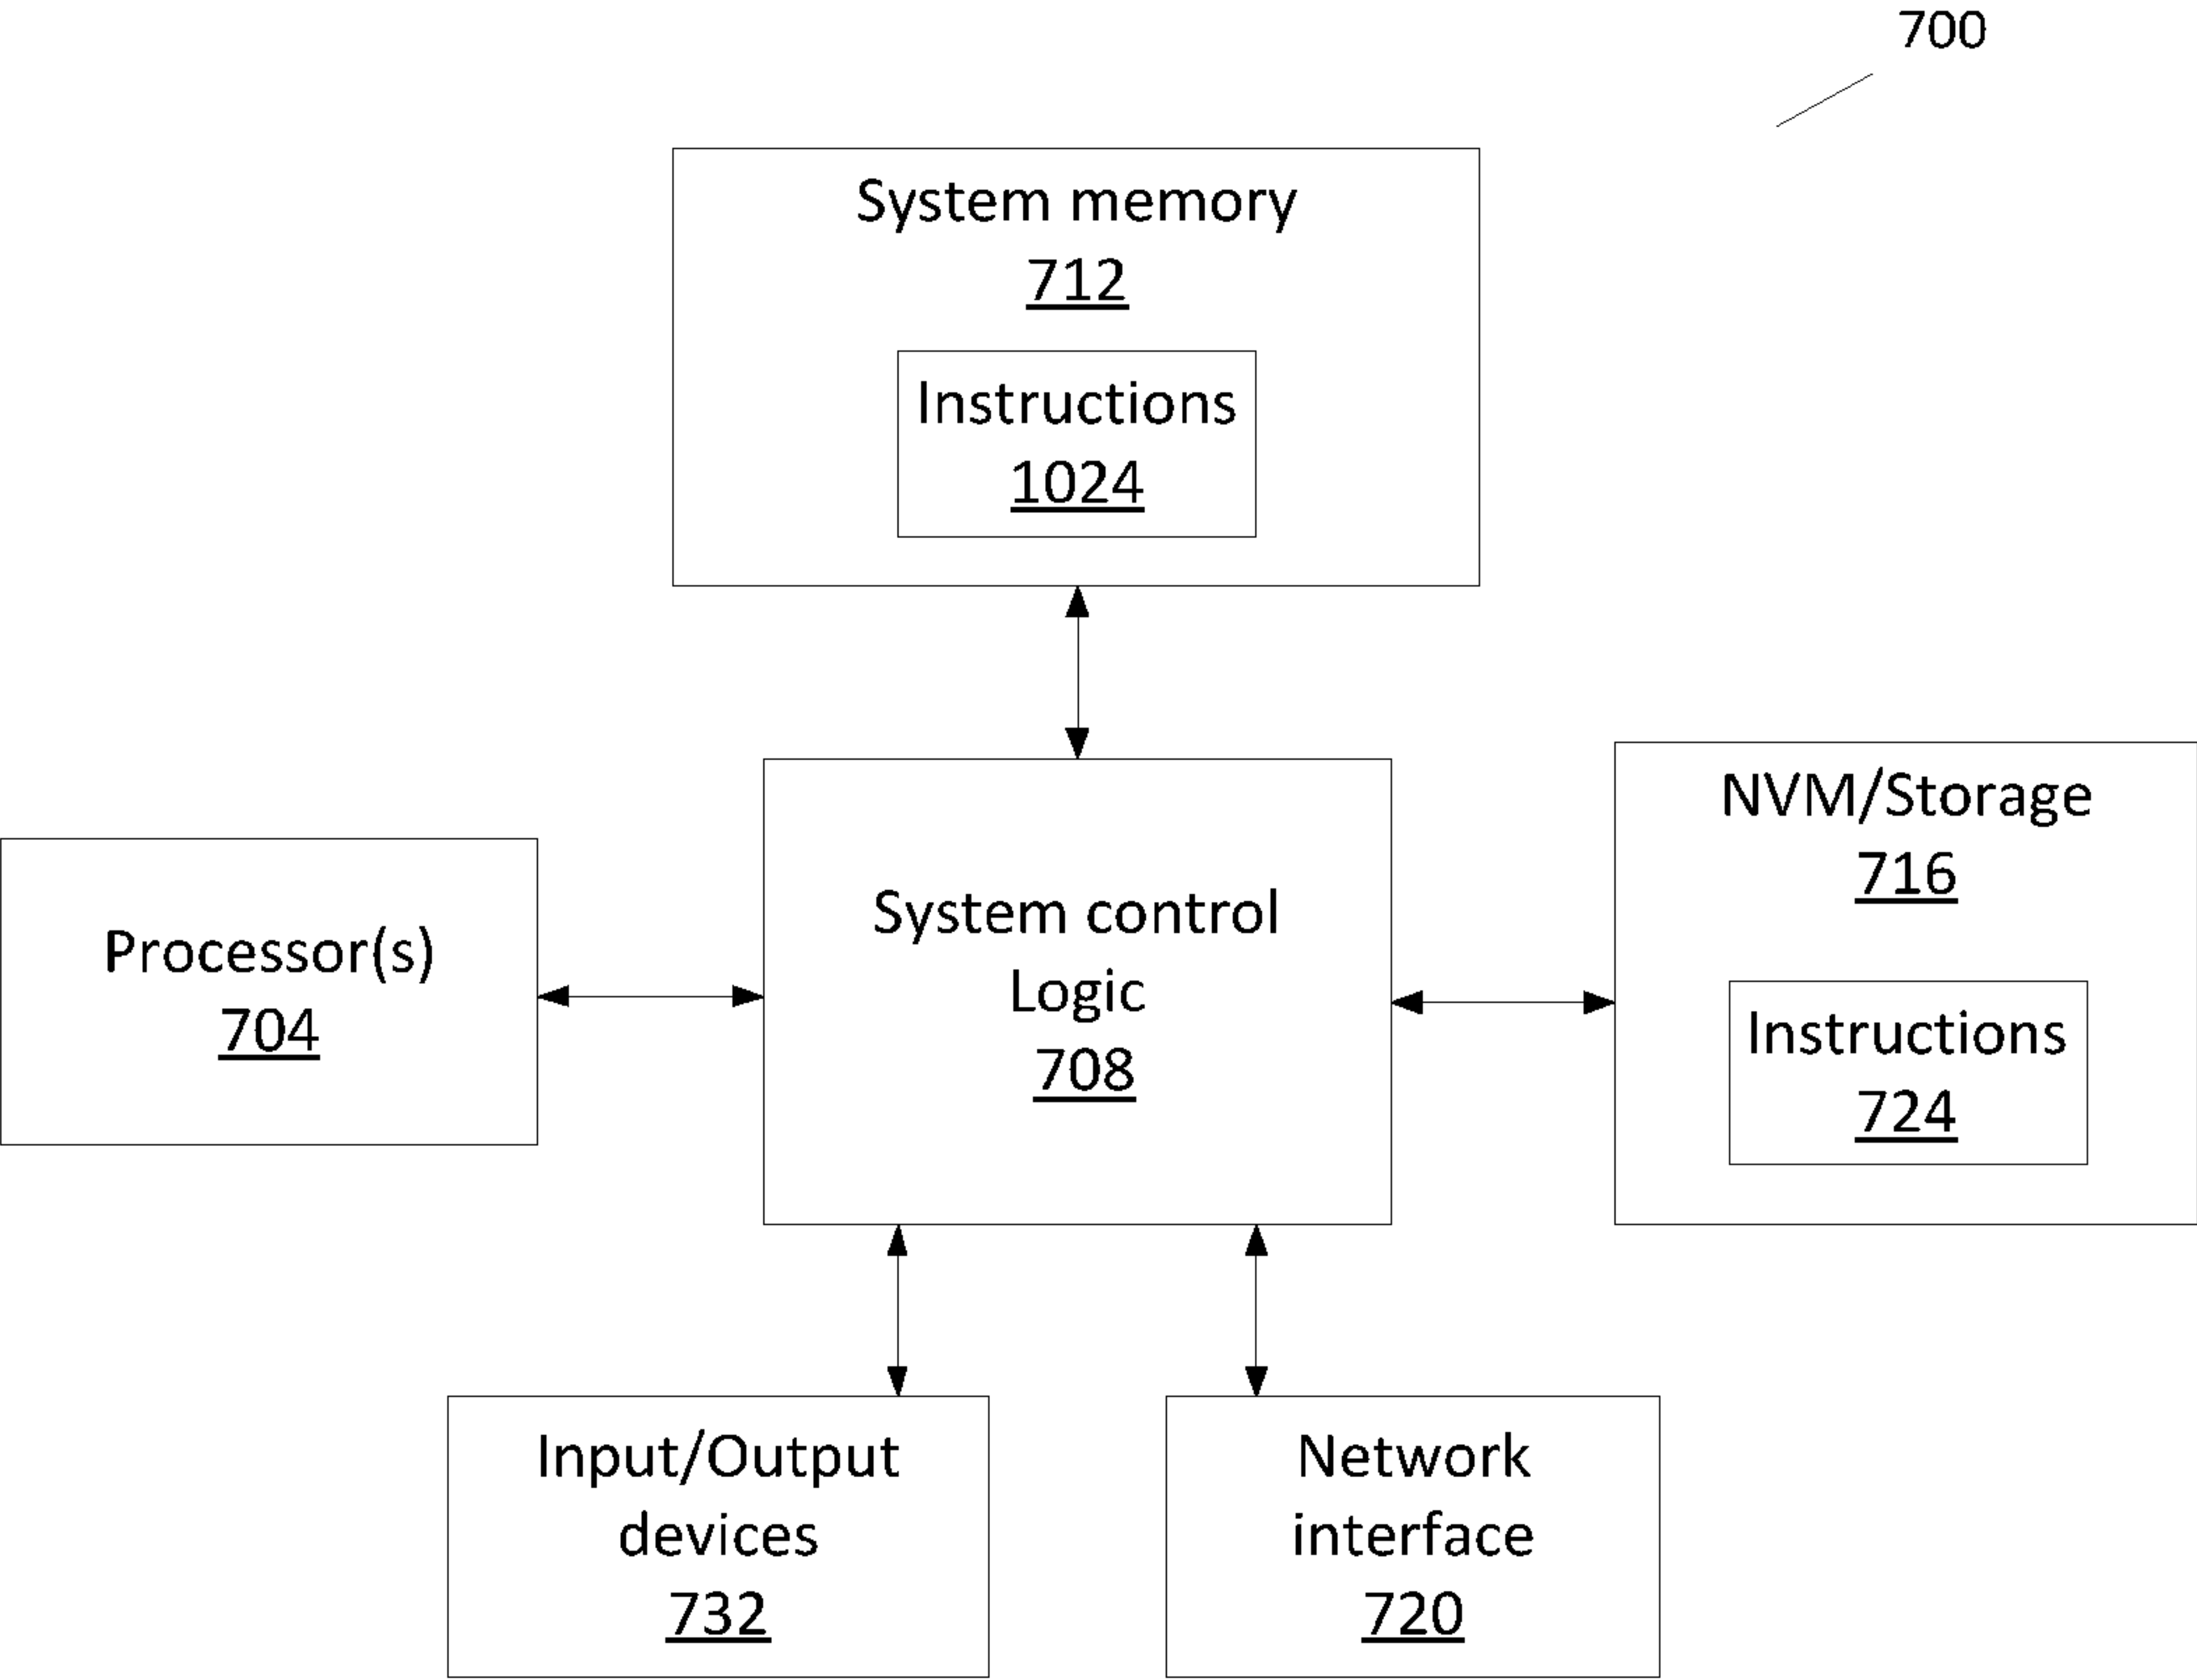 700
System memory
712
Instructions
1024
Processor(s)
704
System control
Logic
708
NVM/Storage
716
Instructions
724
Input/Output
devices
732
Network
interface
720